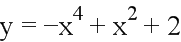 y = −x⁴ + x² + 2